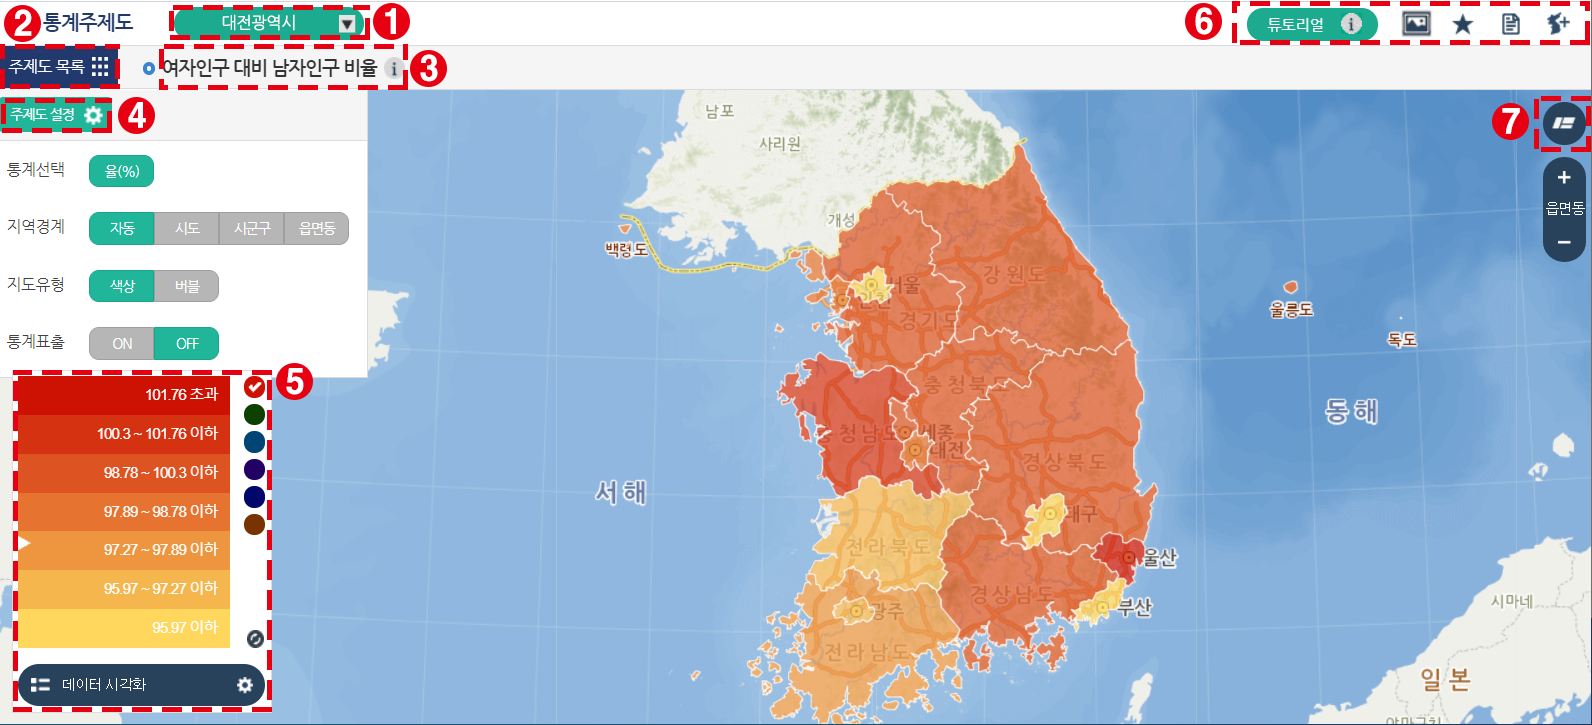 2 통계주제도
대전광역시 1
6 튜토리얼 i
주제도 목록
여자인구 대비 남자인구 비율 i 3
주제도 설정 4
7
통계선택 율(%)
지역경계 자동 시도 시군구 읍면동
지도유형 색상 버블
통계표출 ON OFF
5
101.76 초과
100.3 ~ 101.76 이하
98.78 ~ 100.3 이하
97.89 ~ 98.78 이하
97.27 ~ 97.89 이하
95.97 ~ 97.27 이하
95.97 이하
데이터 시각화
+
읍면동
−
남포
사리원
개성
백령도
서울
인천
강원도
경기도
울릉도
독도
충청북도
동해
청남도
세종
대전
경상북도
서해
대구
전라북도
울산
경상남도
부산
광주
전라남도
시마네
일본